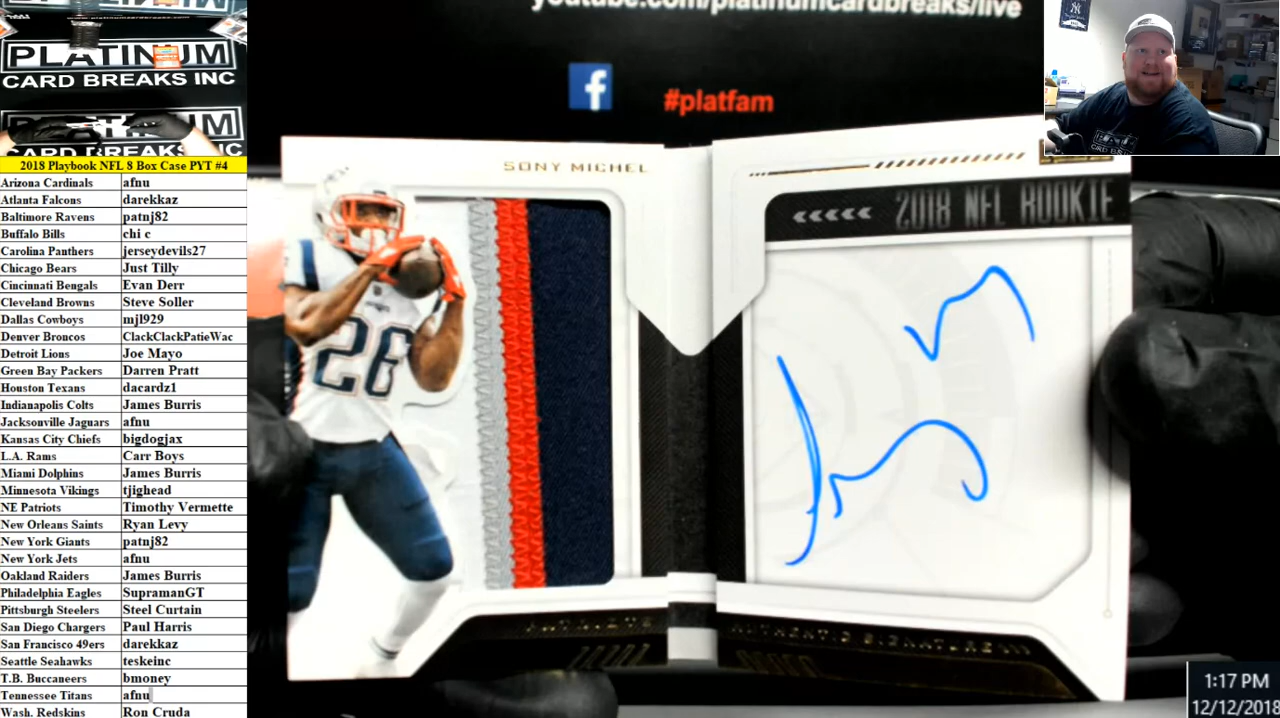 youtube.com/platinumcardbreaks/live
#platfam
PLATINUM
CARD BREAKS INC
2018 Playbook NFL 8 Box Case PYT #4
Arizona Cardinals afnu
Atlanta Falcons darekkaz
Baltimore Ravens patnj82
Buffalo Bills chi c
Carolina Panthers jerseydevils27
Chicago Bears Just Tilly
Cincinnati Bengals Evan Derr
Cleveland Browns Steve Soller
Dallas Cowboys mjl929
Denver Broncos ClackClackPatieWac
Detroit Lions Joe Mayo
Green Bay Packers Darren Pratt
Houston Texans dacardz1
Indianapolis Colts James Burris
Jacksonville Jaguars afnu
Kansas City Chiefs bigdogjax
L.A. Rams Carr Boys
Miami Dolphins James Burris
Minnesota Vikings tjighead
NE Patriots Timothy Vermette
New Orleans Saints Ryan Levy
New York Giants patnj82
New York Jets afnu
Oakland Raiders James Burris
Philadelphia Eagles SupramanGT
Pittsburgh Steelers Steel Curtain
San Diego Chargers Paul Harris
San Francisco 49ers darekkaz
Seattle Seahawks teskeinc
T.B. Buccaneers bmoney
Tennessee Titans afnu
Wash. Redskins Ron Cruda
SONY MICHEL
2018 NFL ROOKIE
26
1:17 PM
12/12/2018